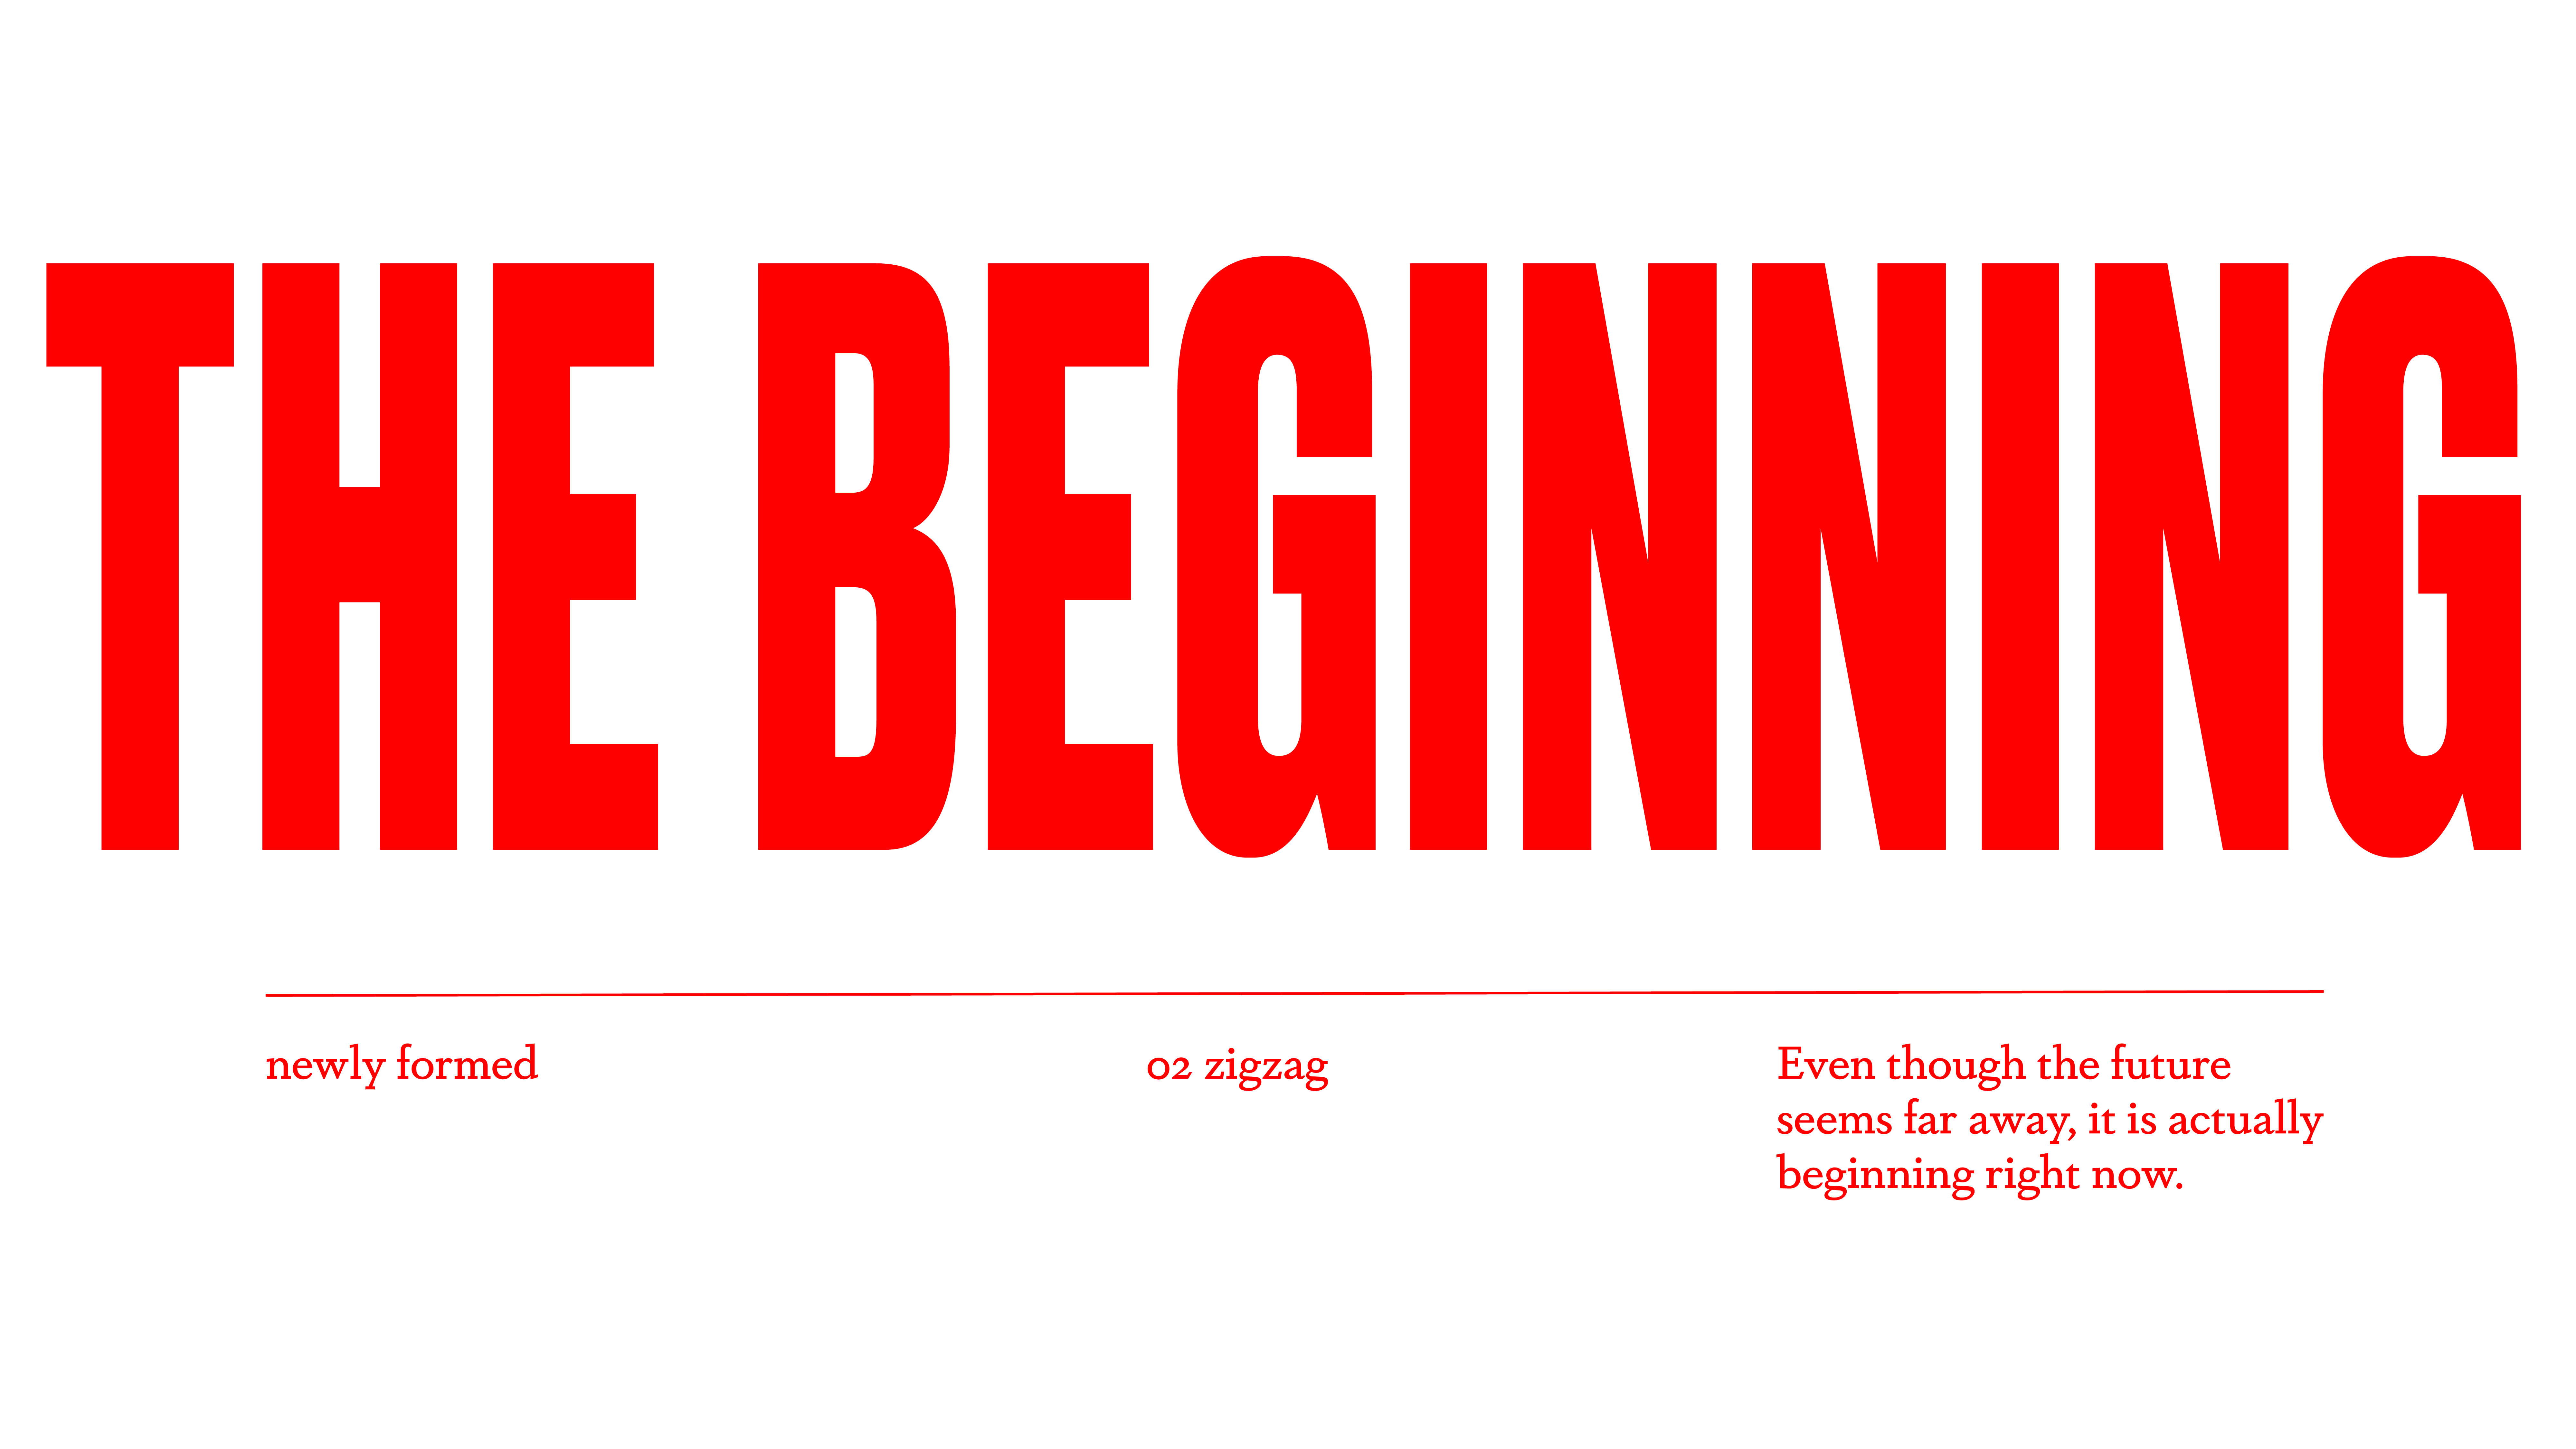 THE BEGINNING
newly formed
02 zigzag
Even though the future
seems far away, it is actually
beginning right now.